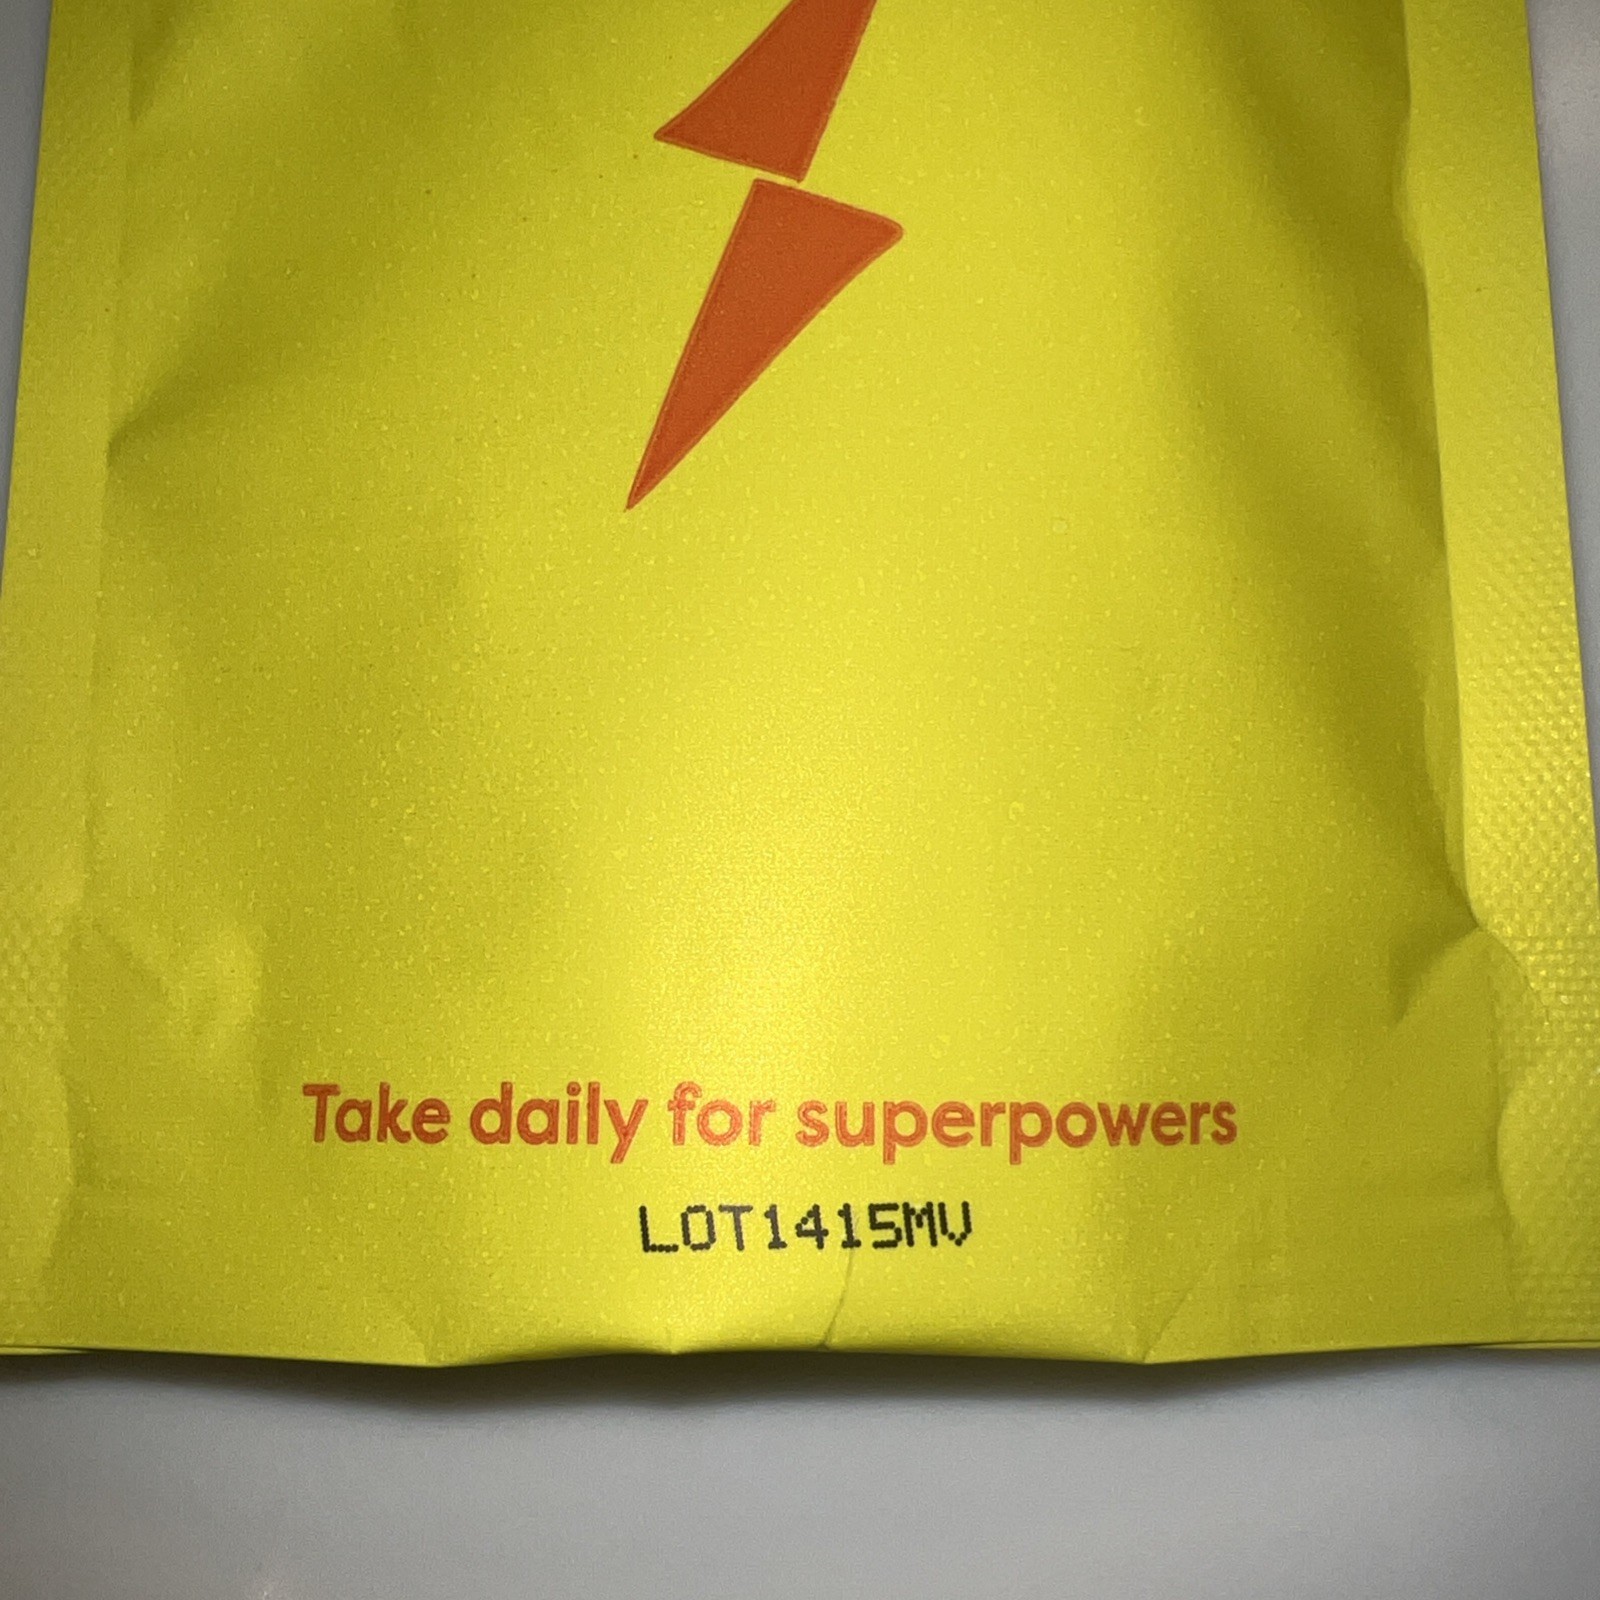 Take daily for superpowers
LOT1415MV